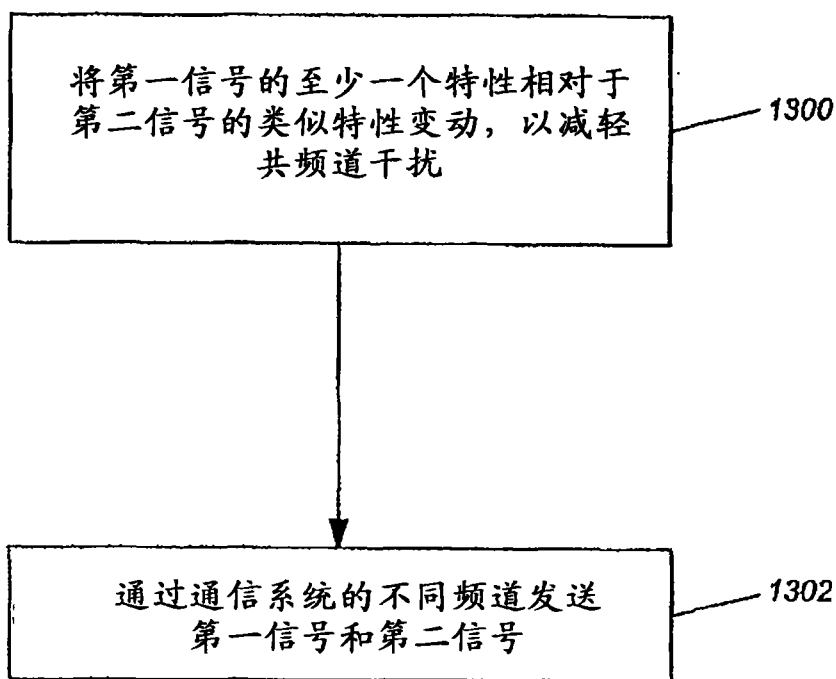 将第一信号的至少一个特性相对于
第二信号的类似特性变动，以减轻
共频道干扰
1300
通过通信系统的不同频道发送
第一信号和第二信号
1302